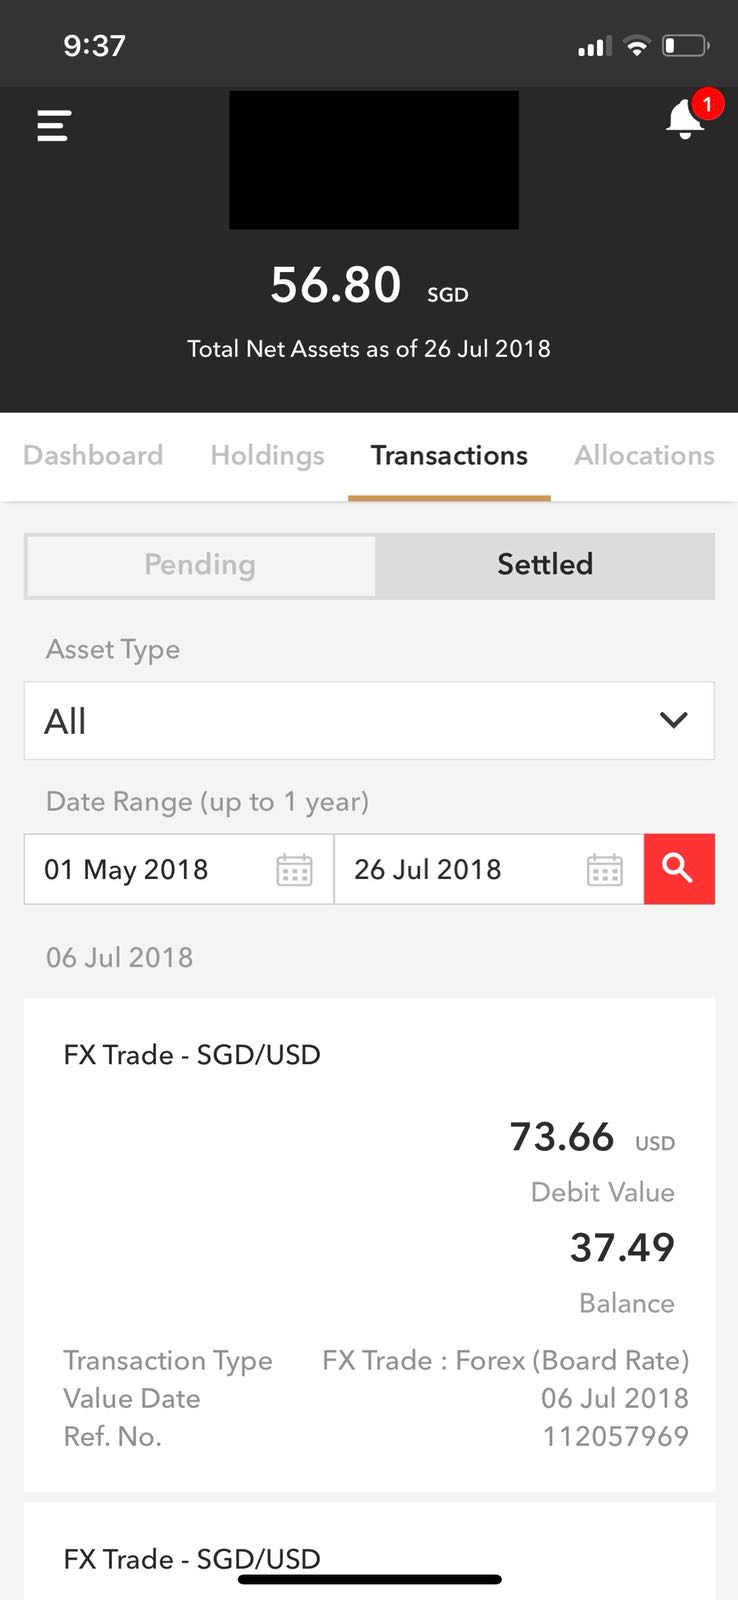 9:37
1
56.80 SGD
Total Net Assets as of 26 Jul 2018
Dashboard Holdings Transactions Allocations
Pending Settled
Asset Type
All
Date Range (up to 1 year)
01 May 2018 26 Jul 2018
06 Jul 2018
FX Trade - SGD/USD
73.66 USD
Debit Value
37.49
Balance
Transaction Type FX Trade : Forex (Board Rate)
Value Date 06 Jul 2018
Ref. No. 112057969
FX Trade - SGD/USD